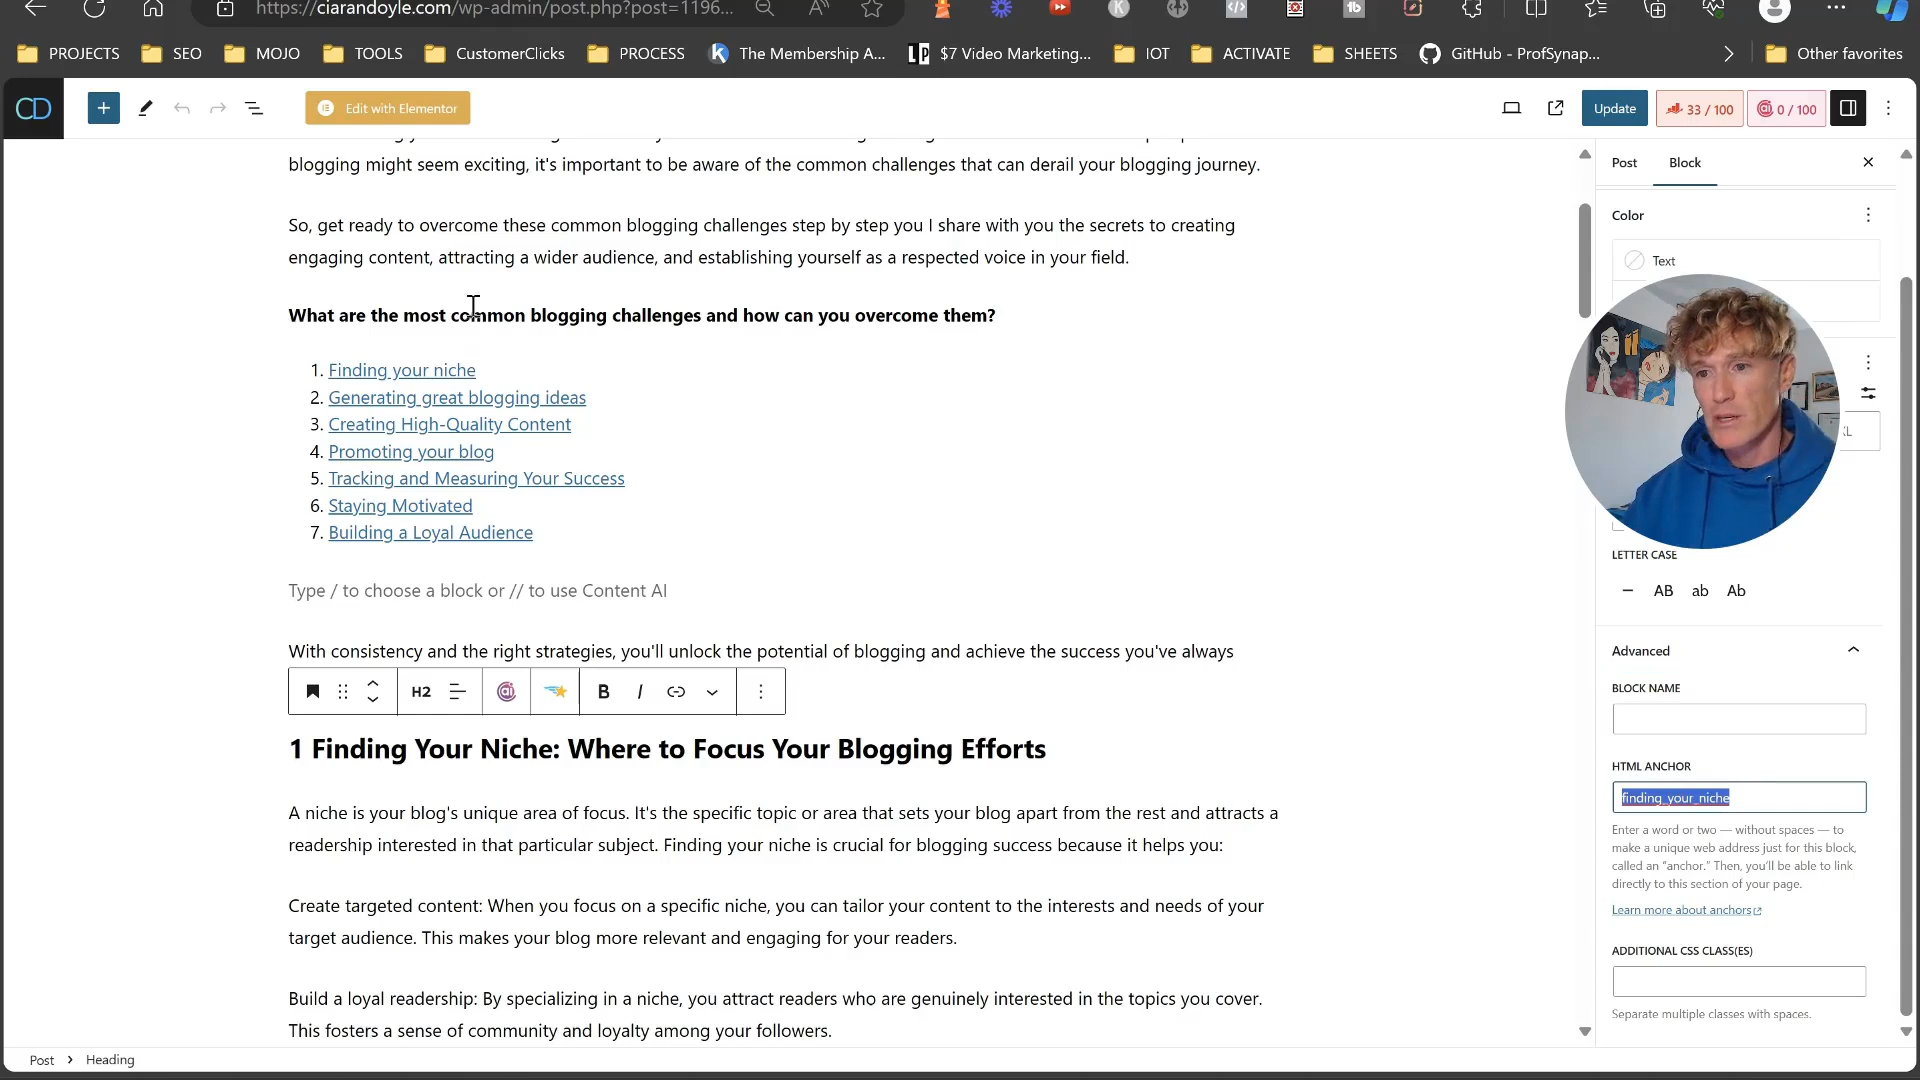 https://ciarandoyle.com/wp-admin/post.php?post=1196...
PROJECTS
SEO
MOJO
TOOLS
CustomerClicks
PROCESS
The Membership A...
$7 Video Marketing...
IOT
ACTIVATE
SHEETS
GitHub - ProfSynap...
Other favorites
CD
Edit with Elementor
Update
33 / 100
0 / 100
blogging might seem exciting, it's important to be aware of the common challenges that can derail your blogging journey.
So, get ready to overcome these common blogging challenges step by step you I share with you the secrets to creating
engaging content, attracting a wider audience, and establishing yourself as a respected voice in your field.
What are the most common blogging challenges and how can you overcome them?
1. Finding your niche
2. Generating great blogging ideas
3. Creating High-Quality Content
4. Promoting your blog
5. Tracking and Measuring Your Success
6. Staying Motivated
7. Building a Loyal Audience
Type / to choose a block or // to use Content AI
With consistency and the right strategies, you'll unlock the potential of blogging and achieve the success you've always
H2
B
I
1 Finding Your Niche: Where to Focus Your Blogging Efforts
A niche is your blog's unique area of focus. It's the specific topic or area that sets your blog apart from the rest and attracts a
readership interested in that particular subject. Finding your niche is crucial for blogging success because it helps you:
Create targeted content: When you focus on a specific niche, you can tailor your content to the interests and needs of your
target audience. This makes your blog more relevant and engaging for your readers.
Build a loyal readership: By specializing in a niche, you attract readers who are genuinely interested in the topics you cover.
This fosters a sense of community and loyalty among your followers.
Post
Block
Color
Text
LETTER CASE
– AB ab Ab
Advanced
BLOCK NAME
HTML ANCHOR
finding_your_niche
Enter a word or two — without spaces — to
make a unique web address just for this block,
called an “anchor.” Then, you'll be able to link
directly to this section of your page.
Learn more about anchors
ADDITIONAL CSS CLASS(ES)
Separate multiple classes with spaces.
Post > Heading